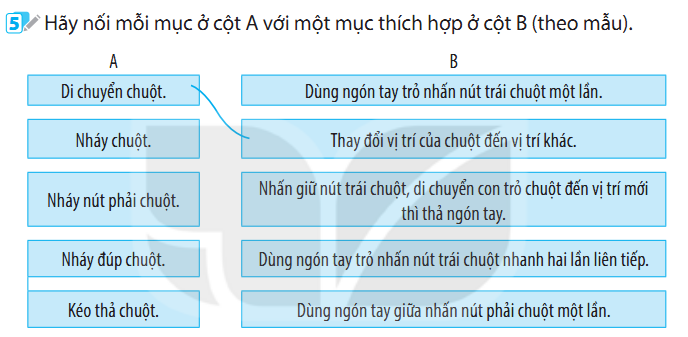 5 Hãy nối mỗi mục ở cột A với một mục thích hợp ở cột B (theo mẫu).
A B
Di chuyển chuột. Dùng ngón tay trỏ nhấn nút trái chuột một lần.
Nháy chuột. Thay đổi vị trí của chuột đến vị trí khác.
Nháy nút phải chuột. Nhấn giữ nút trái chuột, di chuyển con trỏ chuột đến vị trí mới
thì thả ngón tay.
Nháy đúp chuột. Dùng ngón tay trỏ nhấn nút trái chuột nhanh hai lần liên tiếp.
Kéo thả chuột. Dùng ngón tay giữa nhấn nút phải chuột một lần.